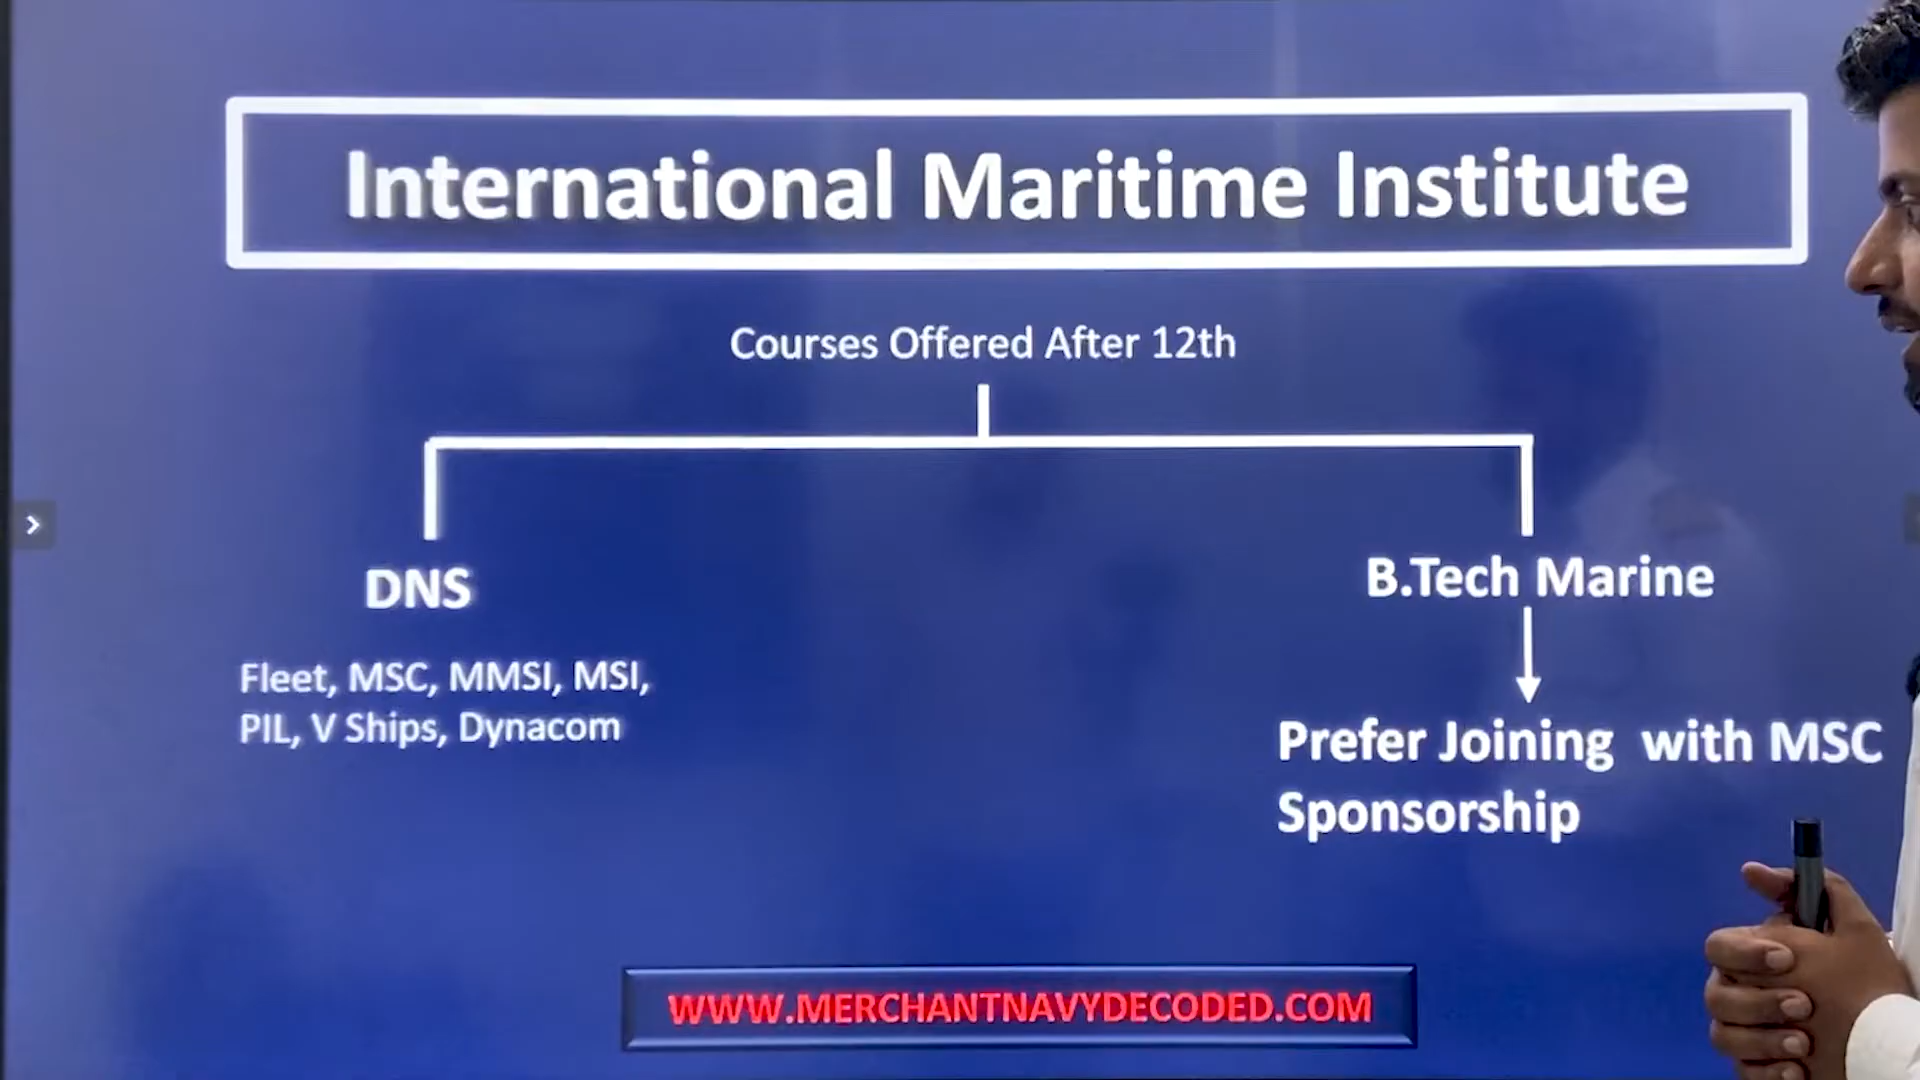 International Maritime Institute
Courses Offered After 12th
DNS
B.Tech Marine
Fleet, MSC, MMSI, MSI,
PIL, V Ships, Dynacom
Prefer Joining with MSC
Sponsorship
WWW.MERCHANTNAVYDECODED.COM